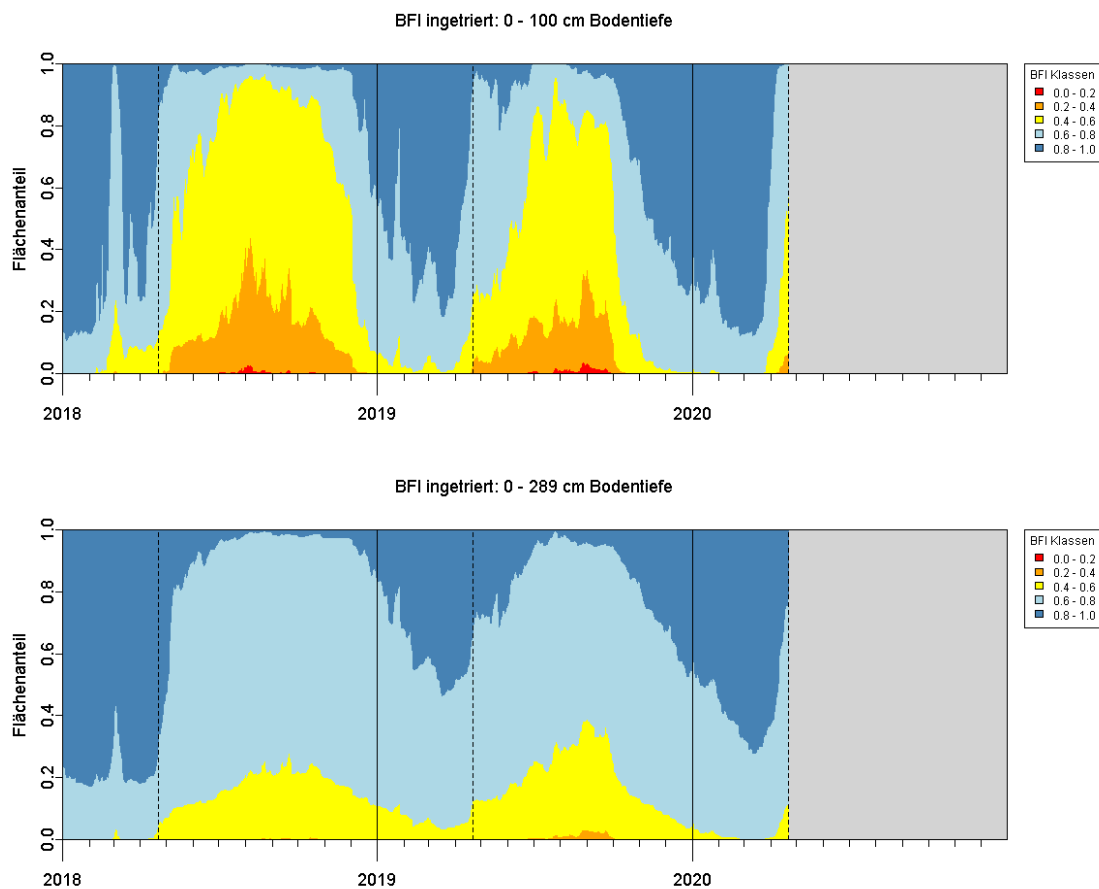 BFI ingetriert: 0 - 100 cm Bodentiefe
Flächenanteil
1.0
0.8
0.6
0.4
0.2
0.0
2018 2019 2020
BFI Klassen
0.0 - 0.2
0.2 - 0.4
0.4 - 0.6
0.6 - 0.8
0.8 - 1.0
BFI ingetriert: 0 - 289 cm Bodentiefe
Flächenanteil
1.0
0.8
0.6
0.4
0.2
0.0
2018 2019 2020
BFI Klassen
0.0 - 0.2
0.2 - 0.4
0.4 - 0.6
0.6 - 0.8
0.8 - 1.0